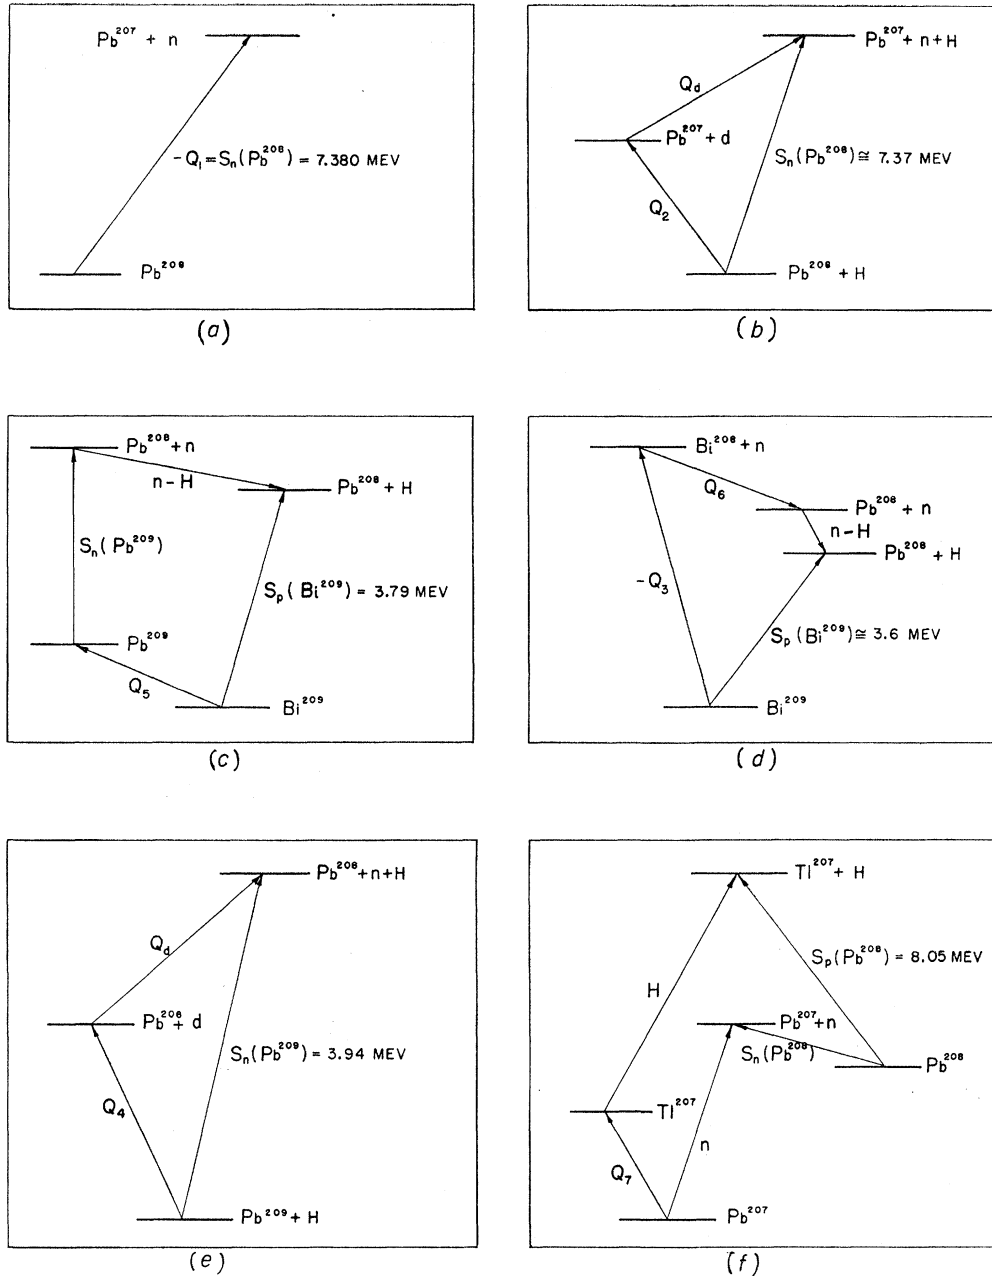 Pb²⁰⁷ + n
-Q₁ = Sₙ(Pb²⁰⁸) = 7.380 MEV
Pb²⁰⁸
(a)
Pb²⁰⁷ + n + H
Q_d
Pb²⁰⁷ + d
Sₙ(Pb²⁰⁸) ≅ 7.37 MEV
Q₂
Pb²⁰⁸ + H
(b)
Pb²⁰⁸ + n
n - H
Pb²⁰⁸ + H
Sₙ(Pb²⁰⁹)
Sₚ(Bi²⁰⁹) = 3.79 MEV
Pb²⁰⁹
Q₅
Bi²⁰⁹
(c)
Bi²⁰⁸ + n
Q₆
Pb²⁰⁸ + n
n - H
Pb²⁰⁸ + H
-Q₃
Sₚ(Bi²⁰⁹) ≅ 3.6 MEV
Bi²⁰⁹
(d)
Pb²⁰⁸ + n + H
Q_d
Pb²⁰⁸ + d
Sₙ(Pb²⁰⁹) = 3.94 MEV
Q₄
Pb²⁰⁹ + H
(e)
Tl²⁰⁷ + H
Sₚ(Pb²⁰⁸) = 8.05 MEV
H
Pb²⁰⁷ + n
Sₙ(Pb²⁰⁸)
Pb²⁰⁸
Tl²⁰⁷
n
Q₇
Pb²⁰⁷
(f)